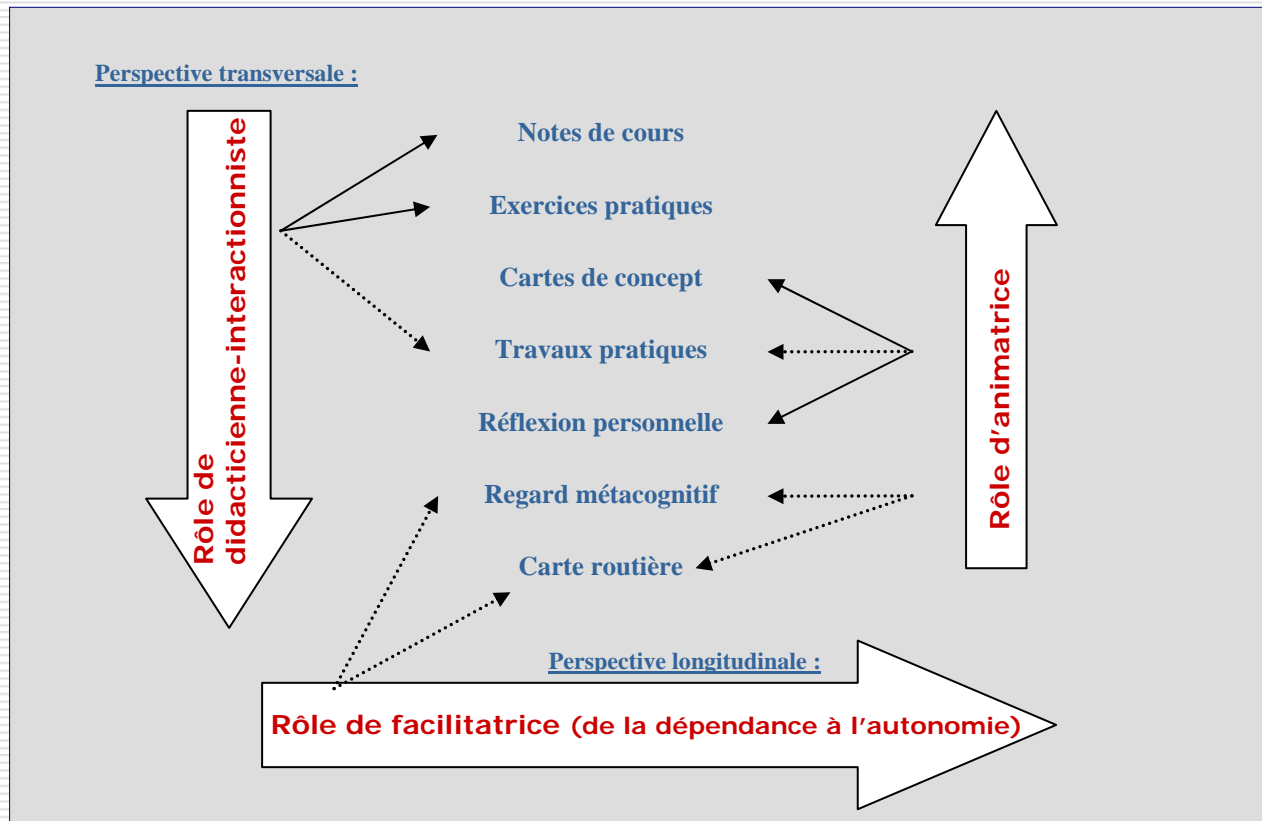 Perspective transversale :
Rôle de
didacticienne-interactionniste
Notes de cours
Exercices pratiques
Cartes de concept
Travaux pratiques
Réflexion personnelle
Regard métacognitif
Carte routière
Rôle d'animatrice
Perspective longitudinale :
Rôle de facilitatrice (de la dépendance à l'autonomie)